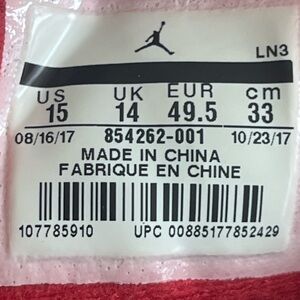 LN3
US UK EUR cm
15 14 49.5 33
08/16/17 854262-001 10/23/17
MADE IN CHINA
FABRIQUE EN CHINE
107785910 UPC 00885177852429